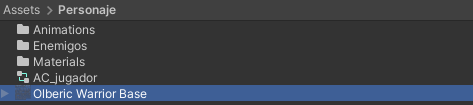 Assets > Personaje
Animations
Enemigos
Materials
AC_jugador
Olberic Warrior Base